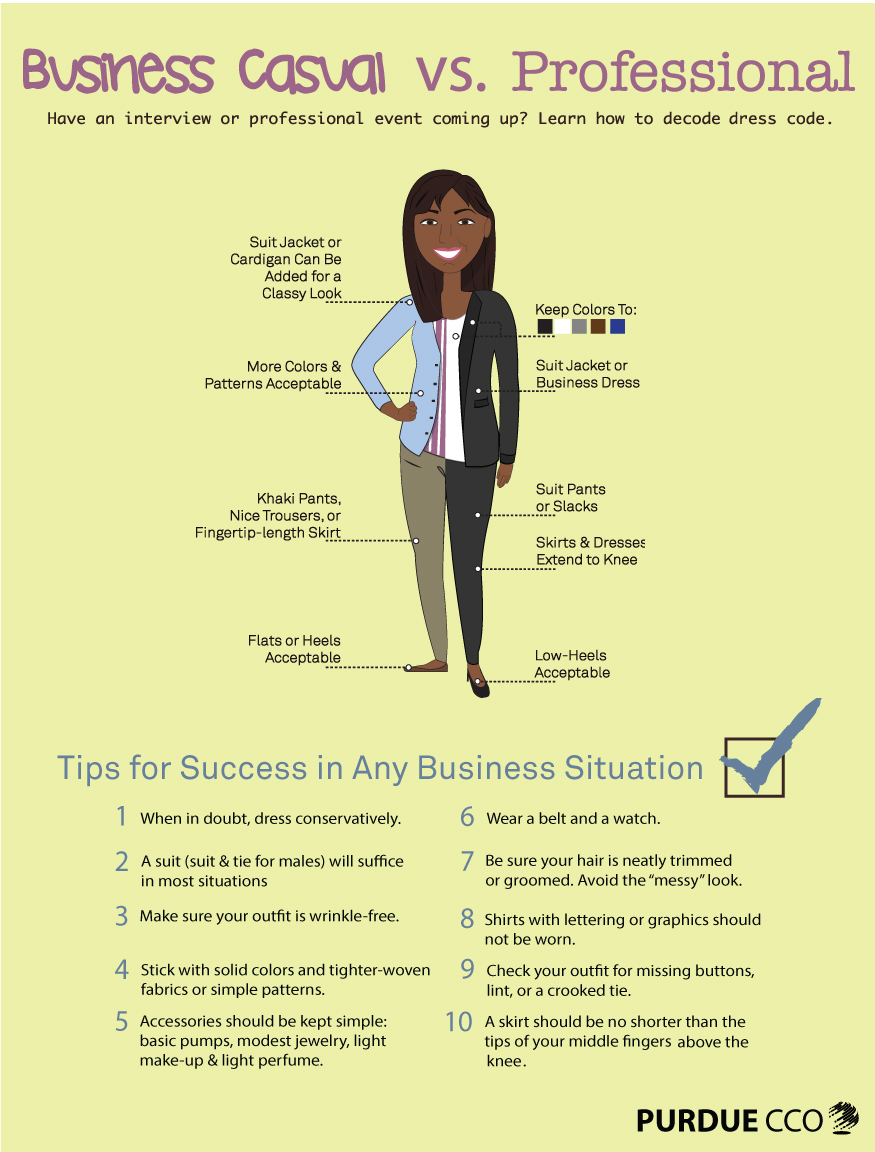 Business Casual vs. Professional
Have an interview or professional event coming up? Learn how to decode dress code.
Suit Jacket or
Cardigan Can Be
Added for a
Classy Look
More Colors &
Patterns Acceptable
Khaki Pants,
Nice Trousers, or
Fingertip-length Skirt
Flats or Heels
Acceptable
Keep Colors To:
Suit Jacket or
Business Dress
Suit Pants
or Slacks
Skirts & Dresses
Extend to Knee
Low-Heels
Acceptable
Tips for Success in Any Business Situation
1 When in doubt, dress conservatively.
2 A suit (suit & tie for males) will suffice
in most situations
3 Make sure your outfit is wrinkle-free.
4 Stick with solid colors and tighter-woven
fabrics or simple patterns.
5 Accessories should be kept simple:
basic pumps, modest jewelry, light
make-up & light perfume.
6 Wear a belt and a watch.
7 Be sure your hair is neatly trimmed
or groomed. Avoid the “messy” look.
8 Shirts with lettering or graphics should
not be worn.
9 Check your outfit for missing buttons,
lint, or a crooked tie.
10 A skirt should be no shorter than the
tips of your middle fingers above the
knee.
PURDUE CCO